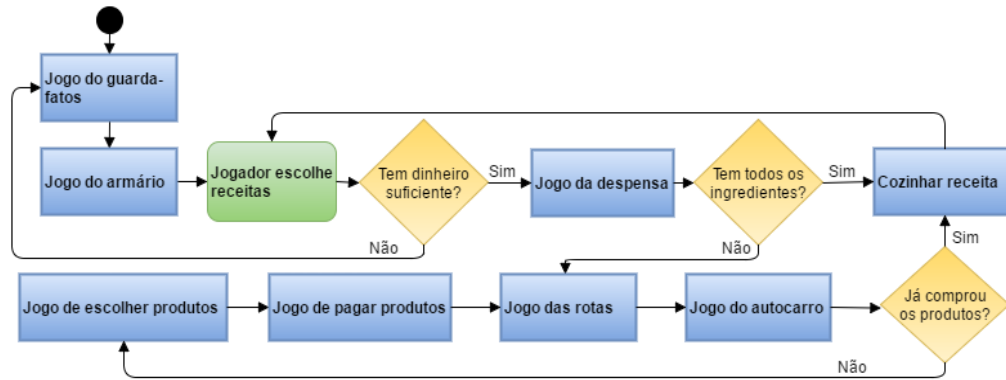 Jogo do guarda-
fatos
Jogo do armário
Jogador escolhe
receitas
Tem dinheiro
suficiente?
Sim
Não
Jogo da despensa
Tem todos os
ingredientes?
Sim
Não
Cozinhar receita
Sim
Jogo de escolher produtos
Jogo de pagar produtos
Jogo das rotas
Jogo do autocarro
Já comprou
os produtos?
Não